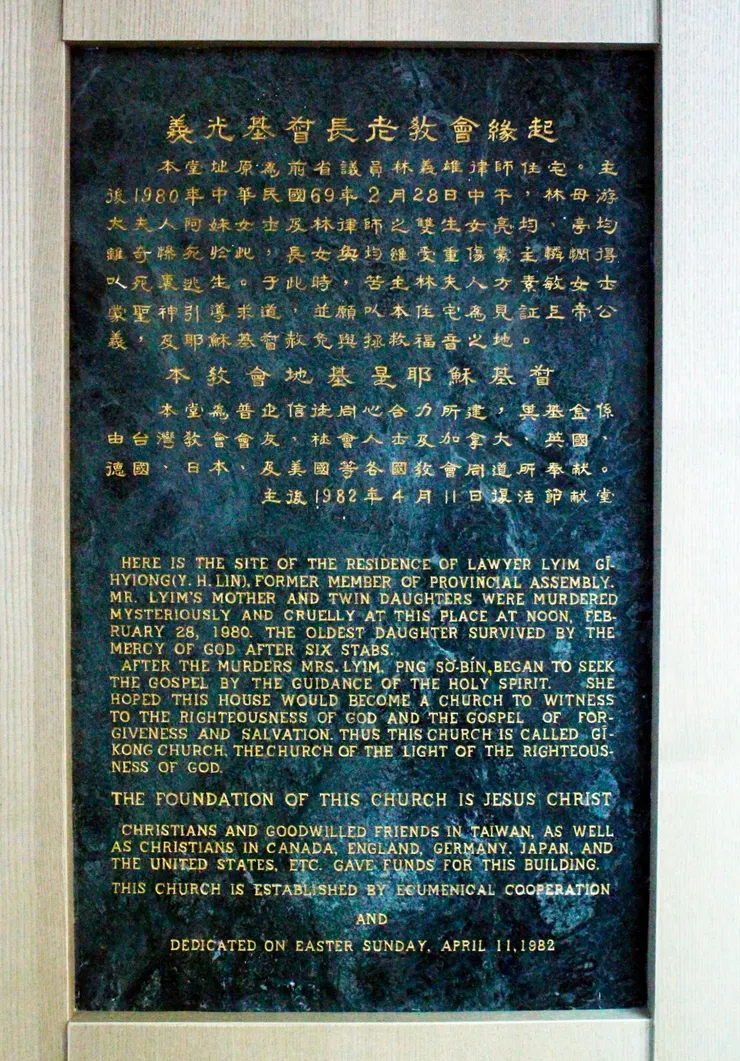 義光基督長老教會緣起
本堂址原為前省議員林義雄律師住宅。主
後1980年中華民國69年2月28日中午,林母游
太夫人阿妹女士及林律師之雙生女亮均、亭均
離奇慘死於此,長女奐均雖受重傷蒙主憐憫得
以死裏逃生。于此時,苦主林夫人方素敏女士
蒙聖神引導求道,並願以本住宅為見証上帝公
義,及耶穌基督赦免與拯救福音之地。
本教會地基是耶穌基督
本堂為普世信徒同心合力所建,其基金係
由台灣教會會友、社會人士及加拿大、英國、
德國、日本、及美國等各國教會同道所奉献。
主後1982年4月11日復活節献堂
HERE IS THE SITE OF THE RESIDENCE OF LAWYER LYIM GĪ-
HYIONG(Y. H. LIN), FORMER MEMBER OF PROVINCIAL ASSEMBLY.
MR. LYIM'S MOTHER AND TWIN DAUGHTERS WERE MURDERED
MYSTERIOUSLY AND CRUELLY AT THIS PLACE AT NOON, FEB-
RUARY 28, 1980. THE OLDEST DAUGHTER SURVIVED BY THE
MERCY OF GOD AFTER SIX STABS.
AFTER THE MURDERS MRS. LYIM, PNG SÒ-BÍN, BEGAN TO SEEK
THE GOSPEL BY THE GUIDANCE OF THE HOLY SPIRIT. SHE
HOPED THIS HOUSE WOULD BECOME A CHURCH TO WITNESS
TO THE RIGHTEOUSNESS OF GOD AND THE GOSPEL OF FOR-
GIVENESS AND SALVATION. THUS THIS CHURCH IS CALLED GĪ-
KONG CHURCH, THE CHURCH OF THE LIGHT OF THE RIGHTEOUS-
NESS OF GOD.
THE FOUNDATION OF THIS CHURCH IS JESUS CHRIST
CHRISTIANS AND GOODWILLED FRIENDS IN TAIWAN, AS WELL
AS CHRISTIANS IN CANADA, ENGLAND, GERMANY, JAPAN, AND
THE UNITED STATES, ETC. GAVE FUNDS FOR THIS BUILDING.
THIS CHURCH IS ESTABLISHED BY ECUMENICAL COOPERATION
AND
DEDICATED ON EASTER SUNDAY, APRIL 11, 1982